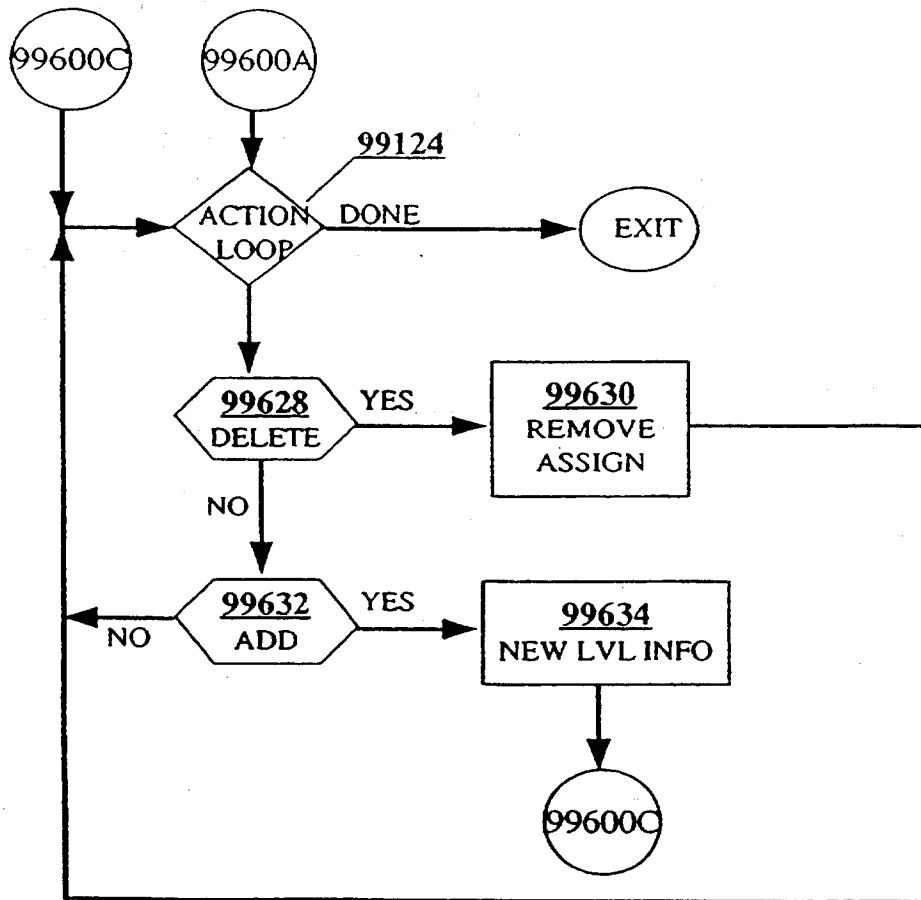 99600C
99600A
99124
ACTION
LOOP
DONE
EXIT
99628
DELETE
YES
99630
REMOVE
ASSIGN
NO
99632
ADD
YES
NO
99634
NEW LVL INFO
99600C